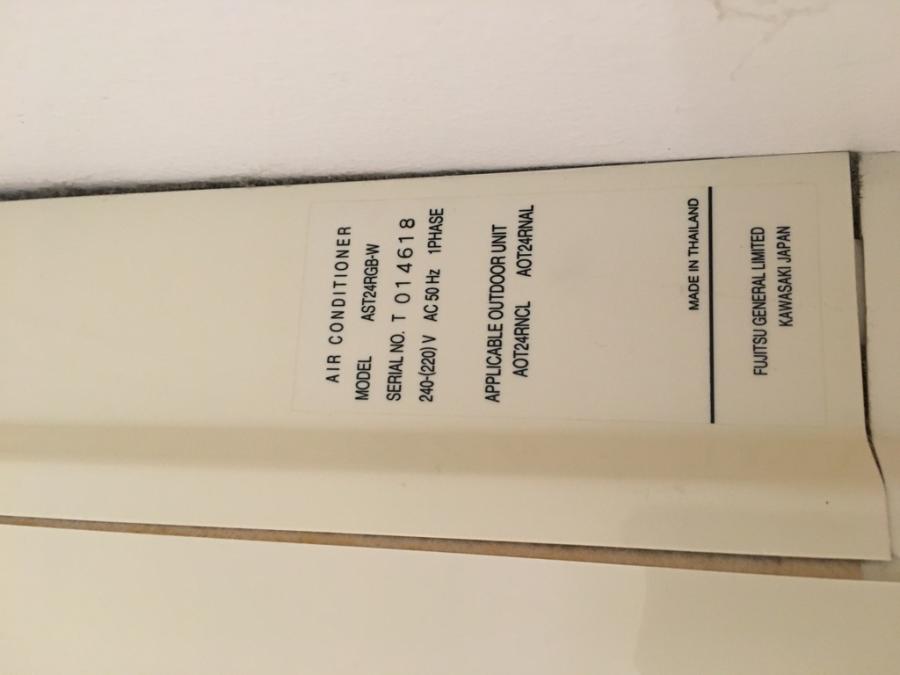 AIR CONDITIONER
MODEL AST24RGB-W
SERIAL NO. T 014618
240-(220) V AC 50 Hz 1PHASE
APPLICABLE OUTDOOR UNIT
AOT24RNCL AOT24RNAL
MADE IN THAILAND
FUJITSU GENERAL LIMITED
KAWASAKI JAPAN